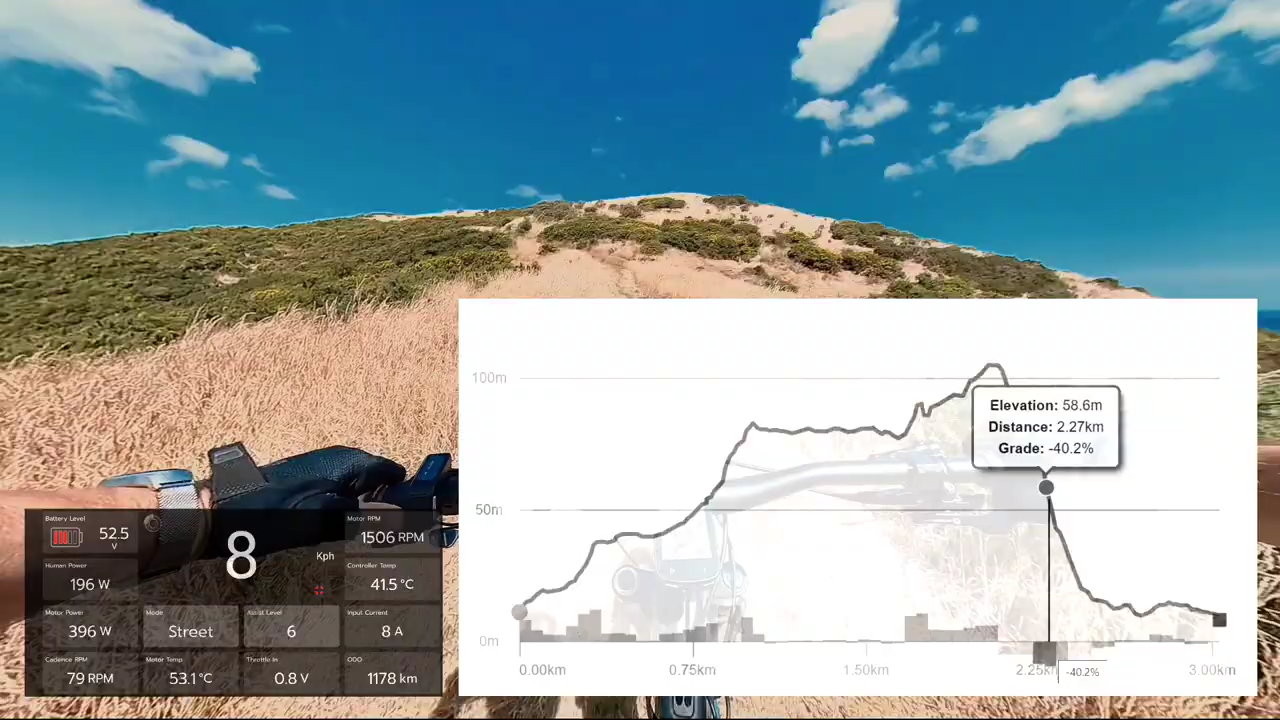 100m
Elevation: 58.6m
Distance: 2.27km
Grade: -40.2%
50m
0m
0.00km
0.75km
1.50km
2.25k
3.00km
-40.2%
Battery Level
52.5
V
8
Kph
Motor RPM
1506 RPM
Human Power
196 W
Controller Temp
41.5 °C
Motor Power
396 W
Mode
Street
Assist Level
6
Input Current
8 A
Cadence RPM
79 RPM
Motor Temp
53.1 °C
Throttle In
0.8 V
ODO
1178 km